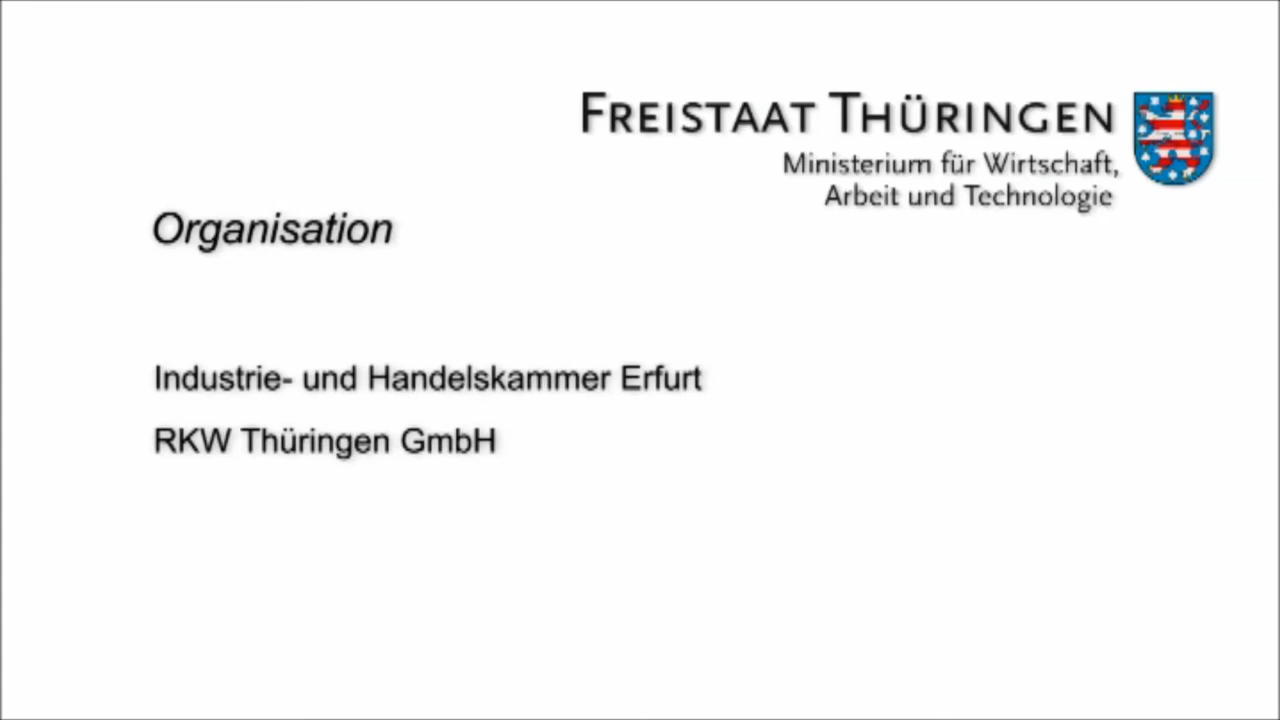 FREISTAAT THÜRINGEN
Ministerium für Wirtschaft,
Arbeit und Technologie
Organisation
Industrie- und Handelskammer Erfurt
RKW Thüringen GmbH